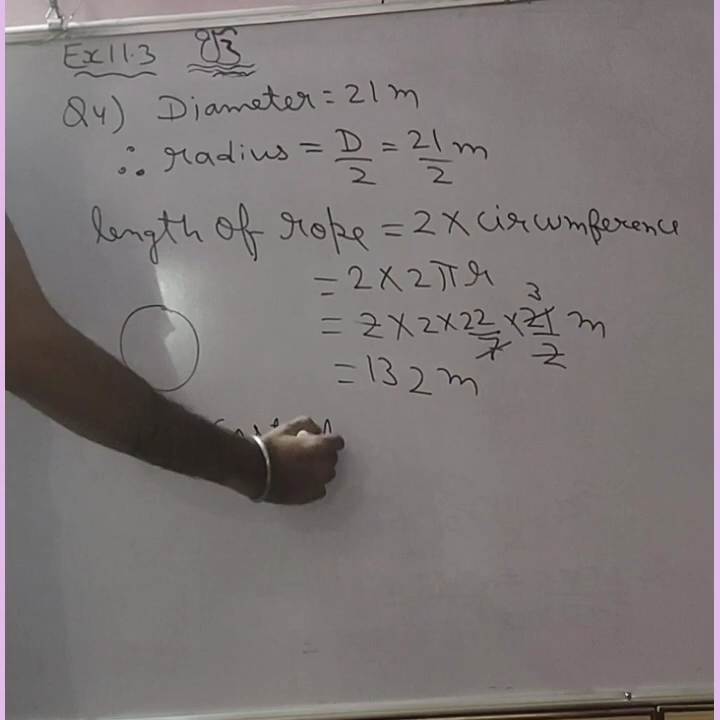 Ex 11.3
Q4) Diameter = 21 m
∴ radius = D/2 = 21/2 m
length of rope = 2 × circumference
= 2 × 2πr
= 2 × 2 × 22/7 × 21/2 m 3
= 132 m